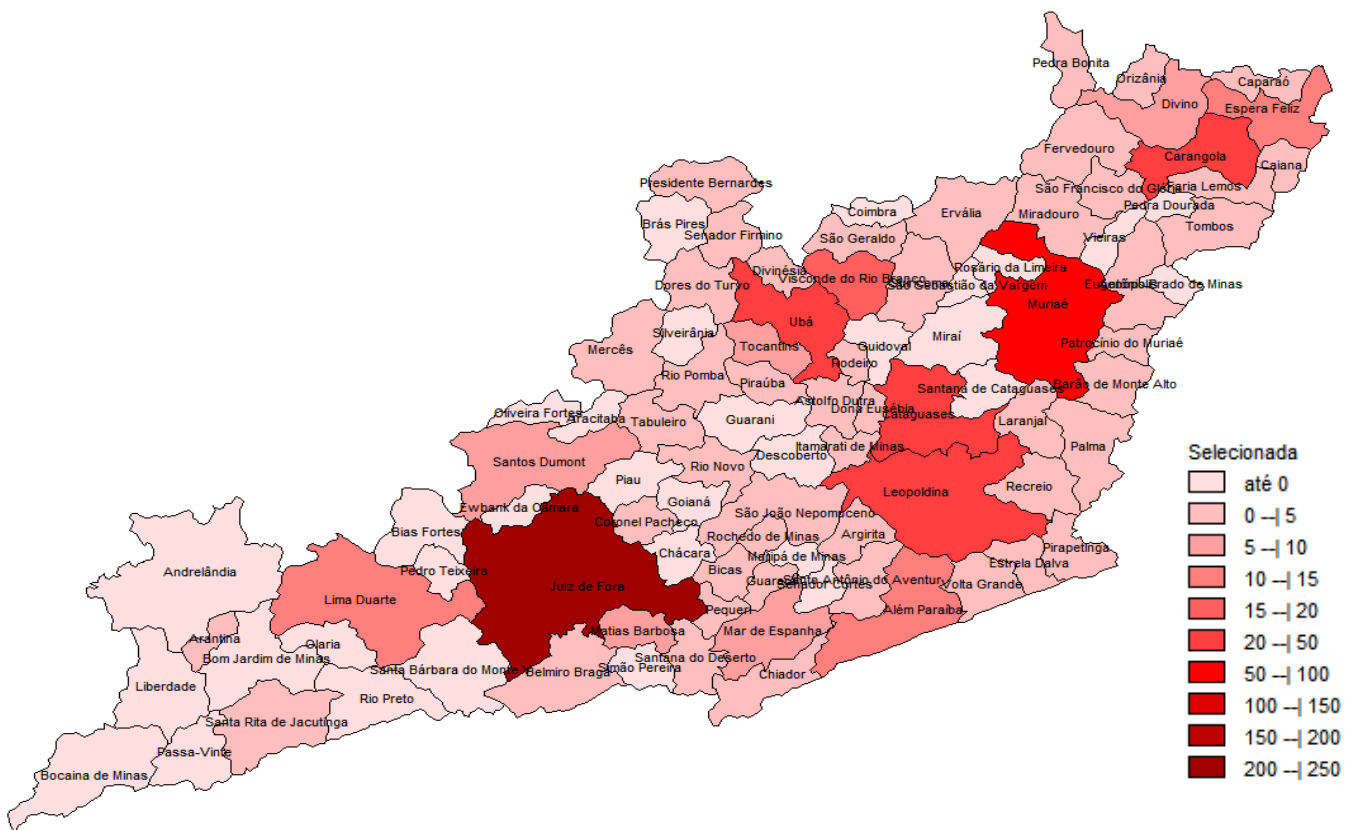 Pedra Bonita
Orizânia
Caparaó
Divino
Espera Feliz
Fervedouro
Carangola
Caiana
Presidente Bernardes
São Francisco do Glória
Faria Lemos
Coimbra
Ervália
Miradouro
Pedra Dourada
Brás Pires
Senador Firmino
São Geraldo
Vieiras
Tombos
Divinésia
Visconde do Rio Branco
Rosário da Limeira
Dores do Turvo
São Sebastião da Vargem
Antônio Prado de Minas
Muriaé
Ubá
Silveirânia
Guidoval
Miraí
Mercês
Tocantins
Patrocínio do Muriaé
Rodeiro
Rio Pomba
Piraúba
Santana de Cataguases
Barão de Monte Alto
Astolfo Dutra
Dona Eusébia
Cataguases
Oliveira Fortes
Aracitaba
Tabuleiro
Guarani
Laranjal
Itamarati de Minas
Palma
Descoberto
Santos Dumont
Rio Novo
Selecionada
Piau
até 0
Leopoldina
Recreio
Goianá
Ewbank da Câmara
São João Nepomuceno
0 --| 5
Coronel Pacheco
Bias Fortes
Rochedo de Minas
Argirita
5 --| 10
Pirapetinga
Chácara
Maripá de Minas
Estrela Dalva
Andrelândia
Pedro Teixeira
Bicas
10 --| 15
Juiz de Fora
Guarará
Santo Antônio do Aventur
Senador Cortes
Volta Grande
Lima Duarte
15 --| 20
Pequeri
Além Paraíba
Matias Barbosa
Mar de Espanha
Arantina
Olaria
20 --| 50
Bom Jardim de Minas
Santana do Deserto
Santa Bárbara do Monte V
Simão Pereira
Belmiro Braga
Chiador
50 --| 100
Liberdade
Rio Preto
100 --| 150
Santa Rita de Jacutinga
150 --| 200
Passa-Vinte
200 --| 250
Bocaina de Minas